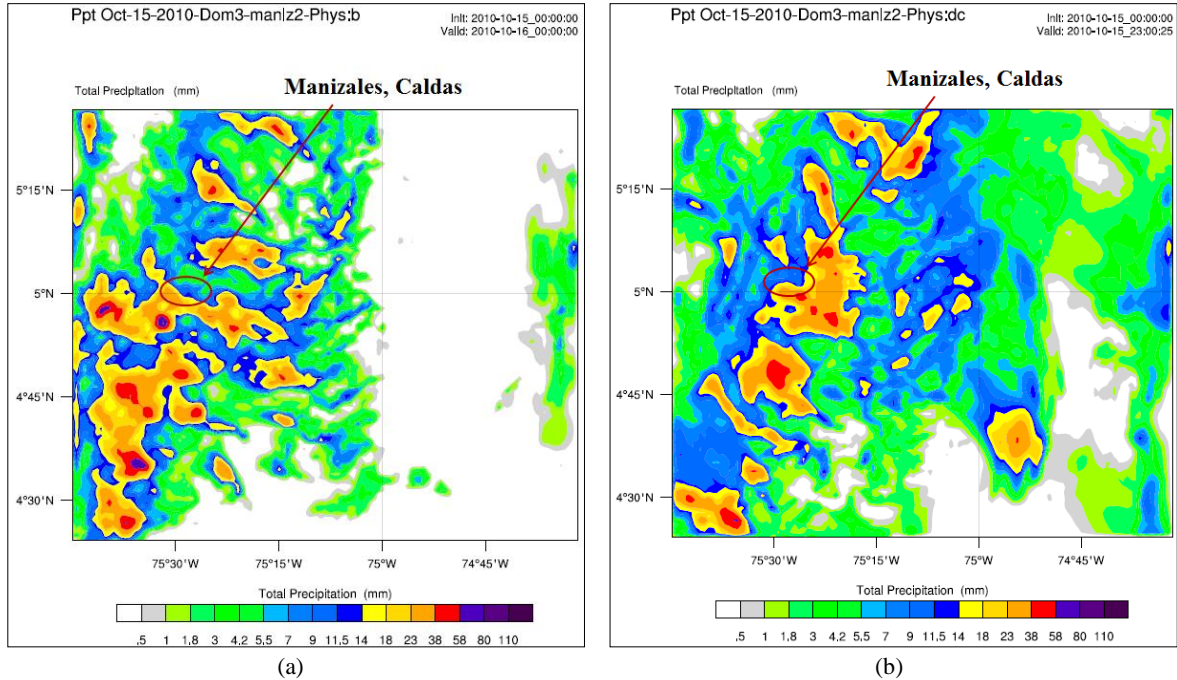 Ppt Oct-15-2010-Dom3-manlz2-Phys:b
Init: 2010-10-15_00:00:00
Valid: 2010-10-16_00:00:00
Manizales, Caldas
Total Precipitation (mm)
5°15'N
5°N
4°45'N
4°30'N
75°30'W 75°15'W 75°W 74°45'W
Total Precipitation (mm)
.5 1 1.8 3 4.2 5.5 7 9 11.5 14 18 23 38 58 80 110
(a)
Ppt Oct-15-2010-Dom3-manlz2-Phys:dc
Init: 2010-10-15_00:00:00
Valid: 2010-10-15_23:00:25
Manizales, Caldas
Total Precipitation (mm)
5°15'N
5°N
4°45'N
4°30'N
75°30'W 75°15'W 75°W 74°45'W
Total Precipitation (mm)
.5 1 1.8 3 4.2 5.5 7 9 11.5 14 18 23 38 58 80 110
(b)